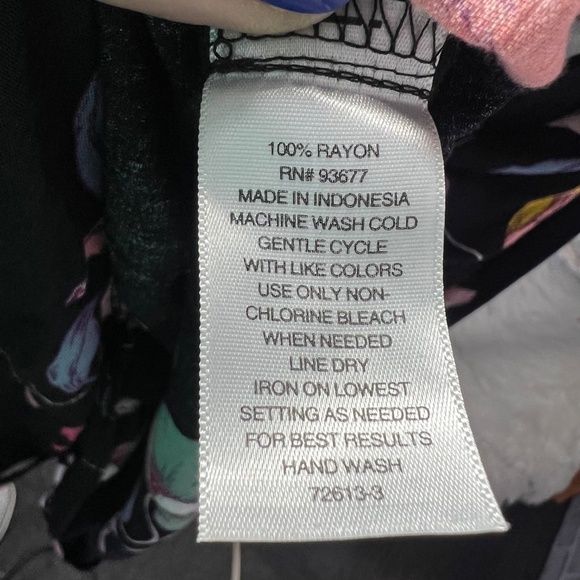 100% RAYON
RN# 93677
MADE IN INDONESIA
MACHINE WASH COLD
GENTLE CYCLE
WITH LIKE COLORS
USE ONLY NON-
CHLORINE BLEACH
WHEN NEEDED
LINE DRY
IRON ON LOWEST
SETTING AS NEEDED
FOR BEST RESULTS
HAND WASH
72613-3